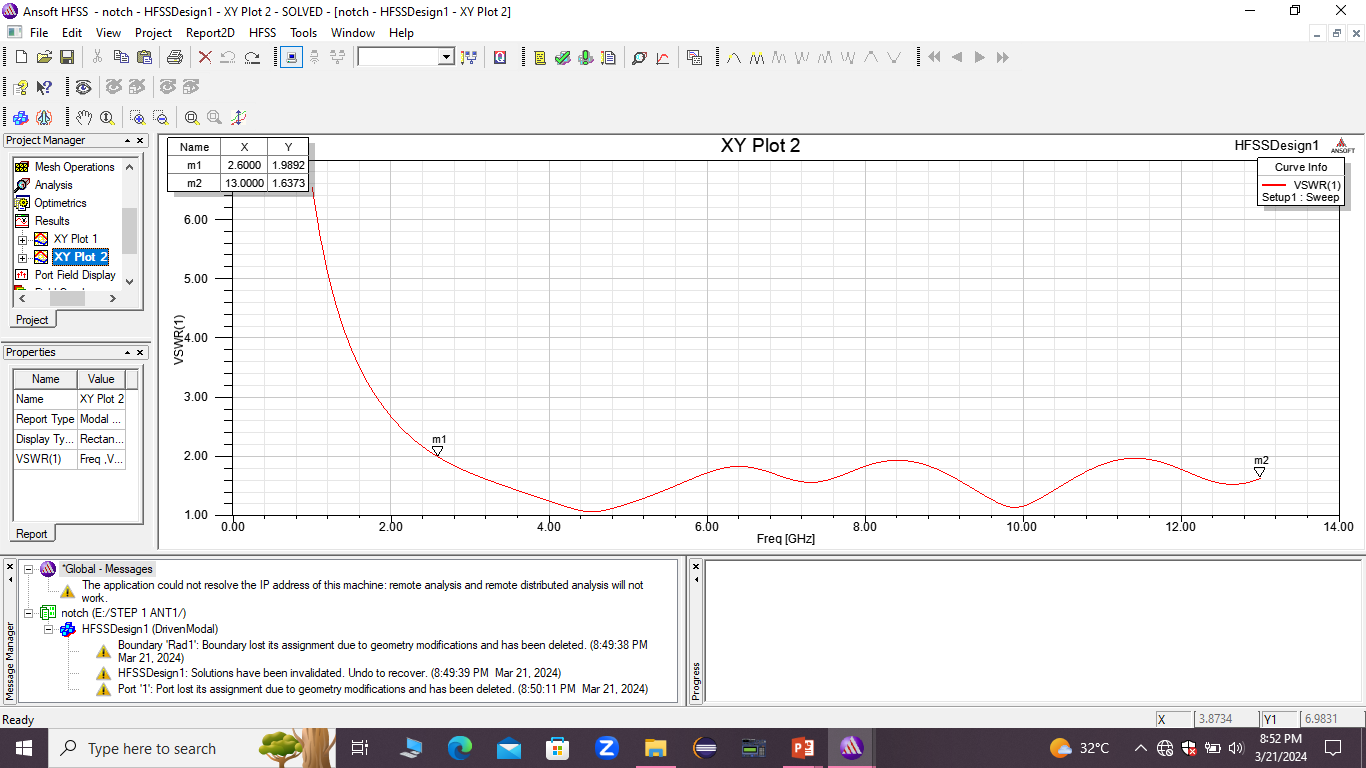 Ansoft HFSS - notch - HFSSDesign1 - XY Plot 2 - SOLVED - [notch - HFSSDesign1 - XY Plot 2]
File Edit View Project Report2D HFSS Tools Window Help
Project Manager
Mesh Operations
Analysis
Optimetrics
Results
XY Plot 1
XY Plot 2
Port Field Display
Project
Properties
Name Value
Name XY Plot 2
Report Type Modal ...
Display Ty... Rectan...
VSWR(1) Freq ,V...
Report
Name X Y
m1 2.6000 1.9892
m2 13.0000 1.6373
XY Plot 2
HFSSDesign1
ANSOFT
Curve Info
VSWR(1)
Setup1 : Sweep
6.00
5.00
4.00
3.00
2.00
1.00
VSWR(1)
m1
m2
0.00 2.00 4.00 6.00 8.00 10.00 12.00 14.00
Freq [GHz]
Message Manager
*Global - Messages
The application could not resolve the IP address of this machine: remote analysis and remote distributed analysis will not
work.
notch (E:/STEP 1 ANT1/)
HFSSDesign1 (DrivenModal)
Boundary 'Rad1': Boundary lost its assignment due to geometry modifications and has been deleted. (8:49:38 PM
Mar 21, 2024)
HFSSDesign1: Solutions have been invalidated. Undo to recover. (8:49:39 PM Mar 21, 2024)
Port '1': Port lost its assignment due to geometry modifications and has been deleted. (8:50:11 PM Mar 21, 2024)
Progress
Ready
X 3.8734 Y1 6.9831
Type here to search
32°C
8:52 PM
3/21/2024